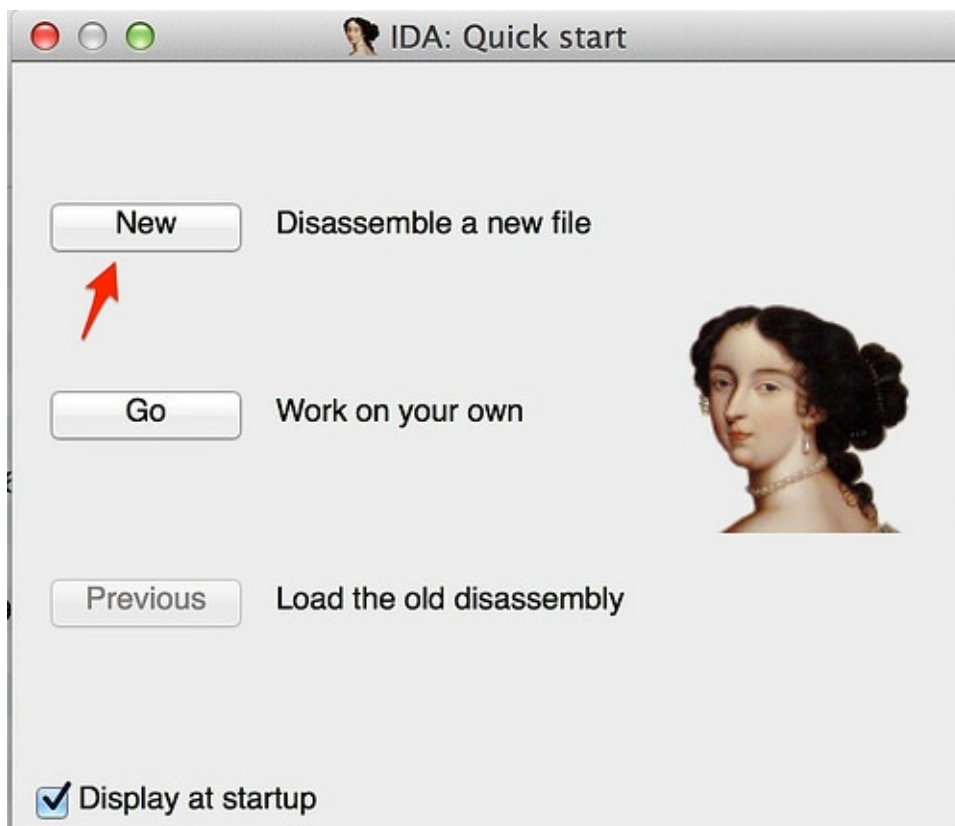 IDA: Quick start
New Disassemble a new file
Go Work on your own
Previous Load the old disassembly
Display at startup